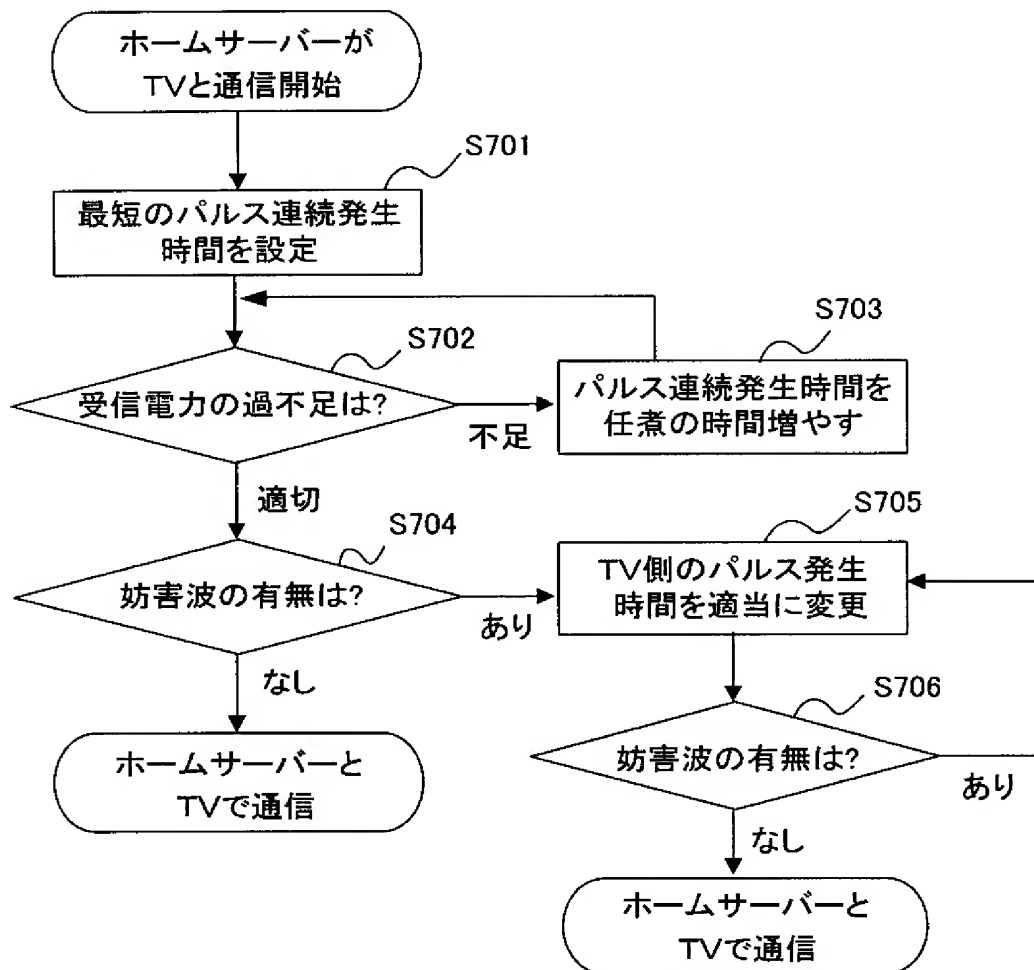 ホームサーバーが
TVと通信開始
S701
最短のパルス連続発生
時間を設定
S703
S702
受信電力の過不足は?
不足
パルス連続発生時間を
任煮の時間増やす
適切
S704
妨害波の有無は?
あり
S705
TV側のパルス発生
時間を適当に変更
なし
ホームサーバーと
TVで通信
S706
妨害波の有無は?
あり
なし
ホームサーバーと
TVで通信